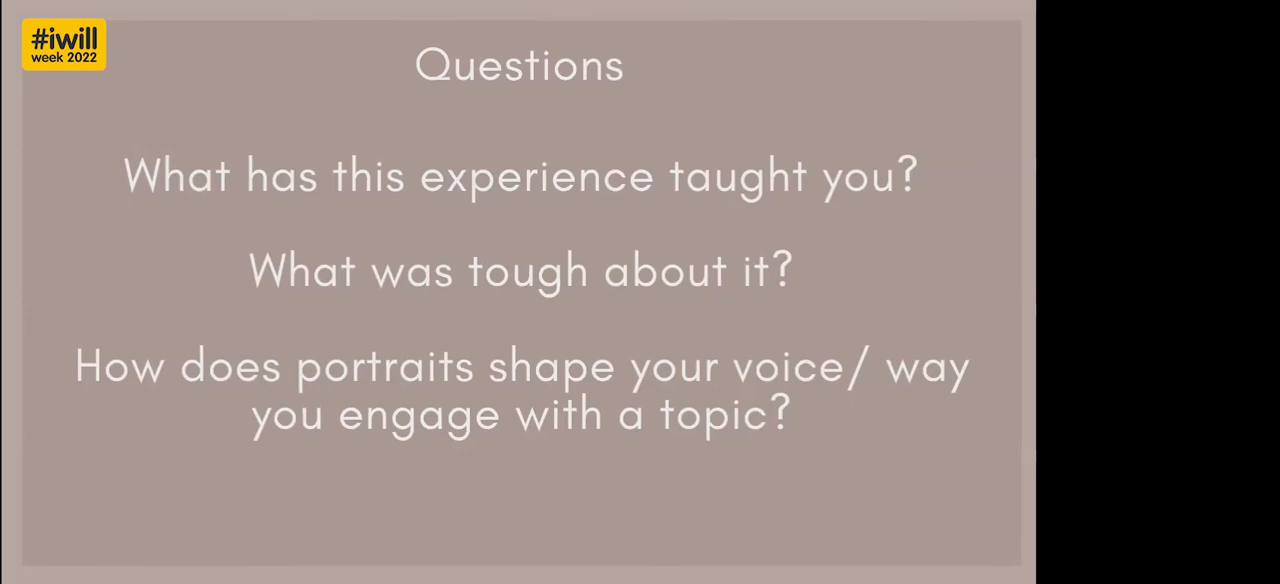 #iwill
week 2022
Questions
What has this experience taught you?
What was tough about it?
How does portraits shape your voice/ way
you engage with a topic?